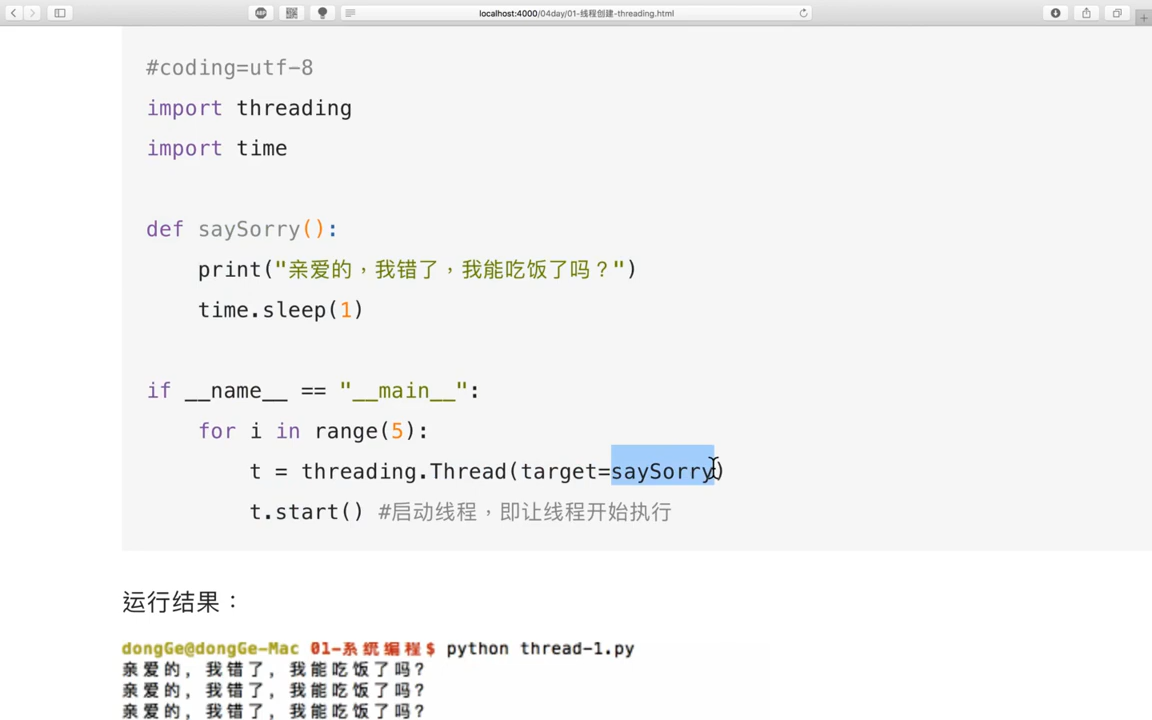 localhost:4000/04day/01-线程创建-threading.html
#coding=utf-8
import threading
import time
def saySorry():
print("亲爱的，我错了，我能吃饭了吗？")
time.sleep(1)
if __name__ == "__main__":
for i in range(5):
t = threading.Thread(target=saySorry)
t.start() #启动线程，即让线程开始执行
运行结果：
dongGe@dongGe-Mac 01-系统编程$ python thread-1.py
亲爱的, 我错了, 我能吃饭了吗?
亲爱的, 我错了, 我能吃饭了吗?
亲爱的, 我错了, 我能吃饭了吗?